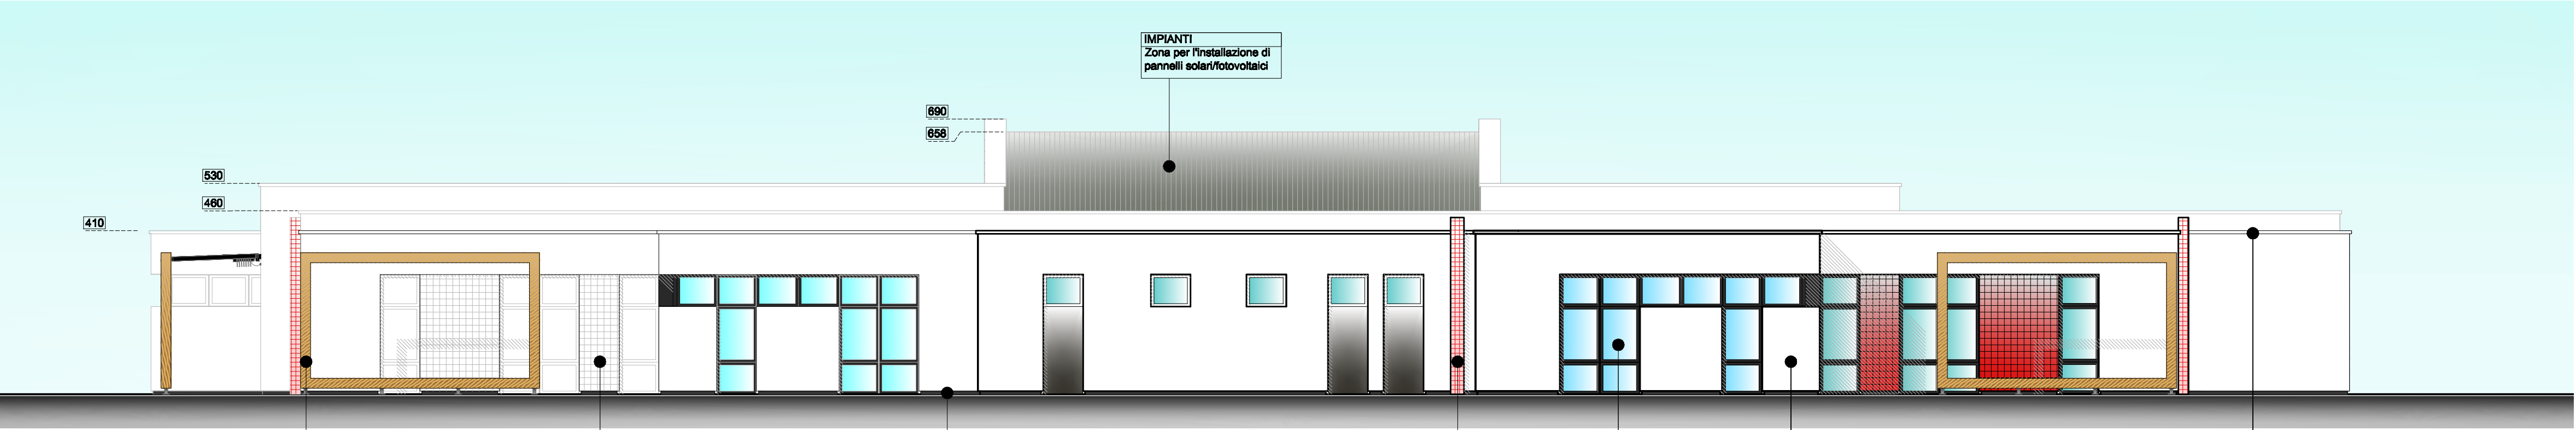 IMPIANTI
Zona per l'installazione di
pannelli solari/fotovoltaici
690
658
530
460
410